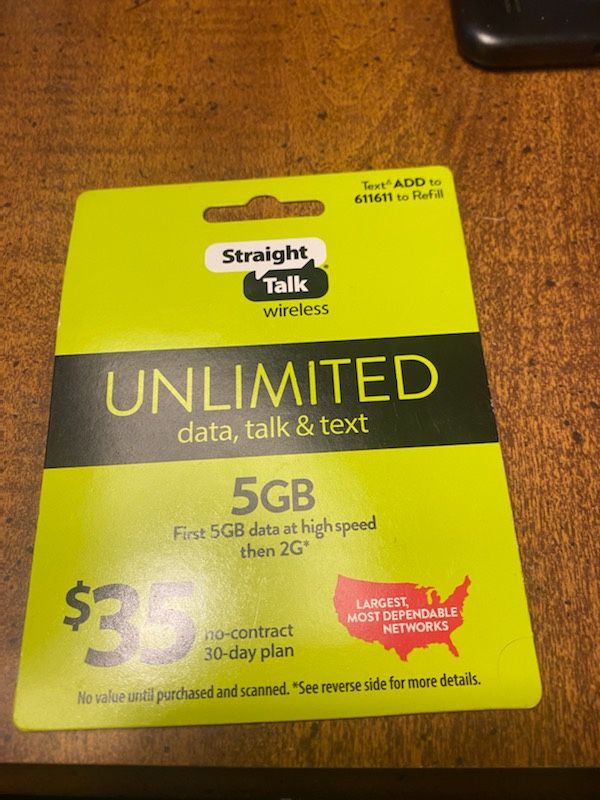 Text^ ADD to
611611 to Refill
Straight
Talk®
wireless
UNLIMITED
data, talk & text
5GB
First 5GB data at high speed
then 2G*
$35
no-contract
30-day plan
LARGEST,
MOST DEPENDABLE
NETWORKS
No value until purchased and scanned. *See reverse side for more details.